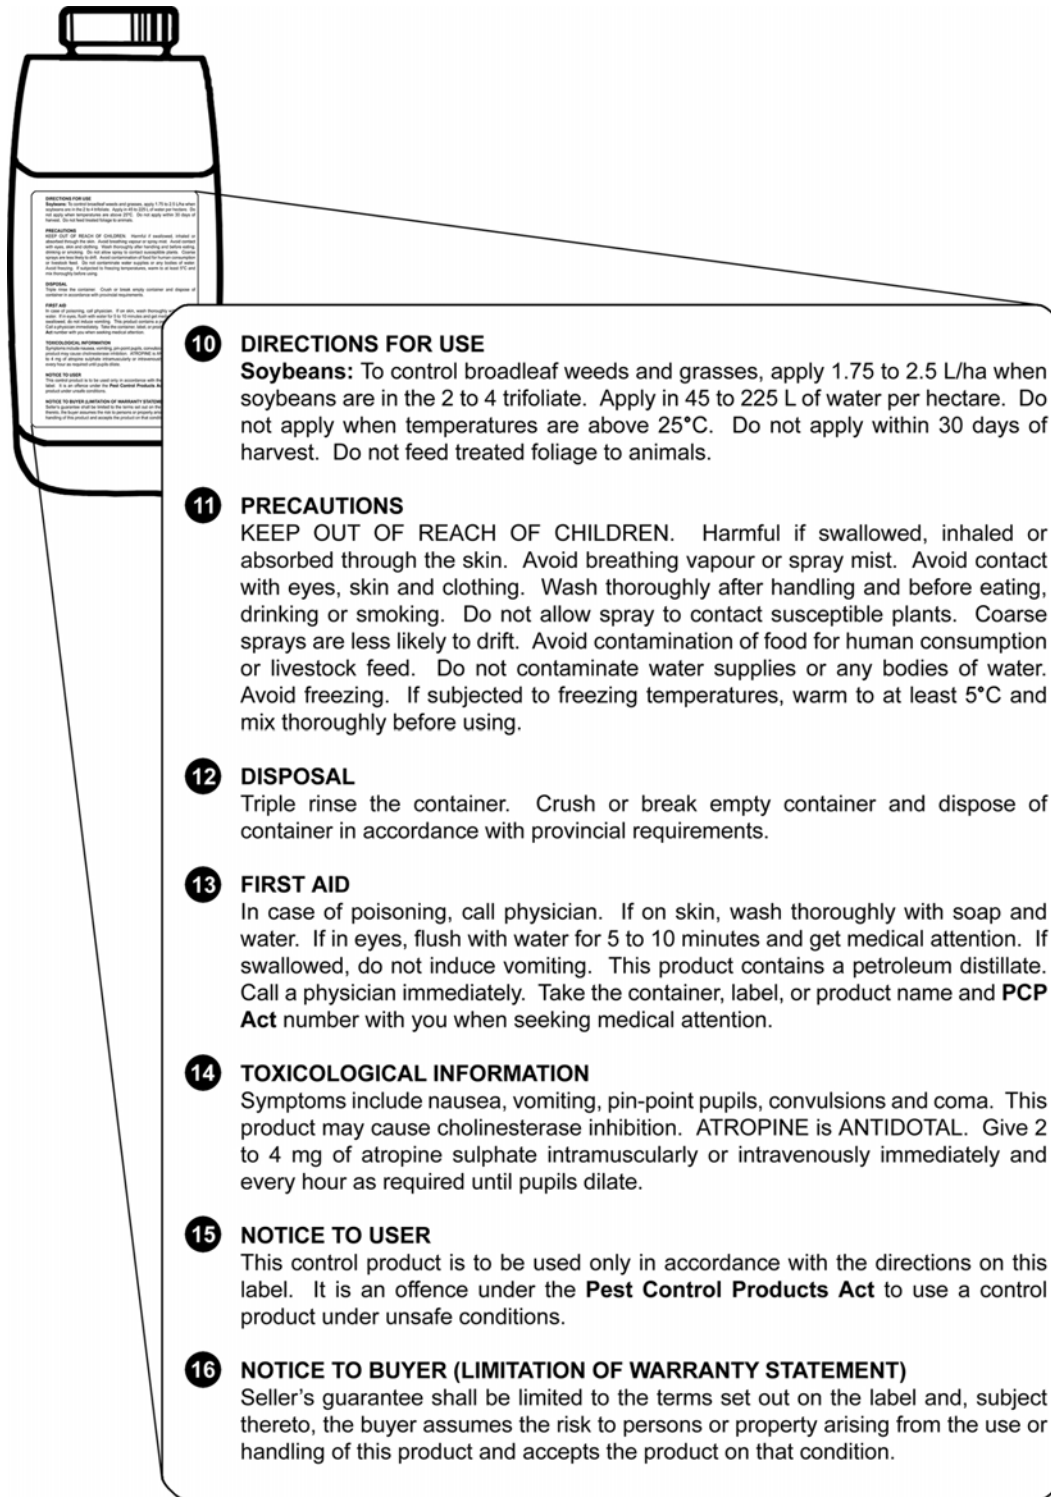 10 DIRECTIONS FOR USE
Soybeans: To control broadleaf weeds and grasses, apply 1.75 to 2.5 L/ha when
soybeans are in the 2 to 4 trifoliate. Apply in 45 to 225 L of water per hectare. Do
not apply when temperatures are above 25°C. Do not apply within 30 days of
harvest. Do not feed treated foliage to animals.
11 PRECAUTIONS
KEEP OUT OF REACH OF CHILDREN. Harmful if swallowed, inhaled or
absorbed through the skin. Avoid breathing vapour or spray mist. Avoid contact
with eyes, skin and clothing. Wash thoroughly after handling and before eating,
drinking or smoking. Do not allow spray to contact susceptible plants. Coarse
sprays are less likely to drift. Avoid contamination of food for human consumption
or livestock feed. Do not contaminate water supplies or any bodies of water.
Avoid freezing. If subjected to freezing temperatures, warm to at least 5°C and
mix thoroughly before using.
12 DISPOSAL
Triple rinse the container. Crush or break empty container and dispose of
container in accordance with provincial requirements.
13 FIRST AID
In case of poisoning, call physician. If on skin, wash thoroughly with soap and
water. If in eyes, flush with water for 5 to 10 minutes and get medical attention. If
swallowed, do not induce vomiting. This product contains a petroleum distillate.
Call a physician immediately. Take the container, label, or product name and PCP
Act number with you when seeking medical attention.
14 TOXICOLOGICAL INFORMATION
Symptoms include nausea, vomiting, pin-point pupils, convulsions and coma. This
product may cause cholinesterase inhibition. ATROPINE is ANTIDOTAL. Give 2
to 4 mg of atropine sulphate intramuscularly or intravenously immediately and
every hour as required until pupils dilate.
15 NOTICE TO USER
This control product is to be used only in accordance with the directions on this
label. It is an offence under the Pest Control Products Act to use a control
product under unsafe conditions.
16 NOTICE TO BUYER (LIMITATION OF WARRANTY STATEMENT)
Seller's guarantee shall be limited to the terms set out on the label and, subject
thereto, the buyer assumes the risk to persons or property arising from the use or
handling of this product and accepts the product on that condition.